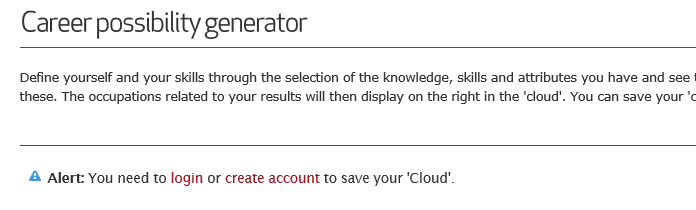 Career possibility generator
Define yourself and your skills through the selection of the knowledge, skills and attributes you have and see
these. The occupations related to your results will then display on the right in the 'cloud'. You can save your
Alert: You need to login or create account to save your 'Cloud'.